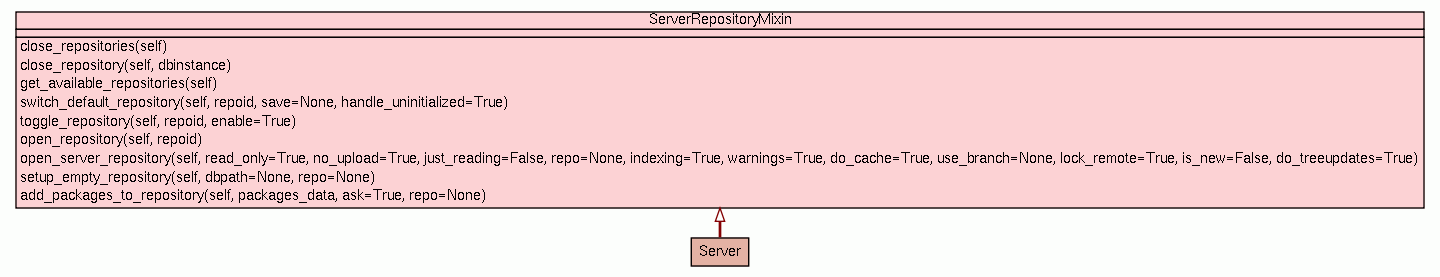 ServerRepositoryMixin
close_repositories(self)
close_repository(self, dbinstance)
get_available_repositories(self)
switch_default_repository(self, repoid, save=None, handle_uninitialized=True)
toggle_repository(self, repoid, enable=True)
open_repository(self, repoid)
open_server_repository(self, read_only=True, no_upload=True, just_reading=False, repo=None, indexing=True, warnings=True, do_cache=True, use_branch=None, lock_remote=True, is_new=False, do_treeupdates=True)
setup_empty_repository(self, dbpath=None, repo=None)
add_packages_to_repository(self, packages_data, ask=True, repo=None)
Server